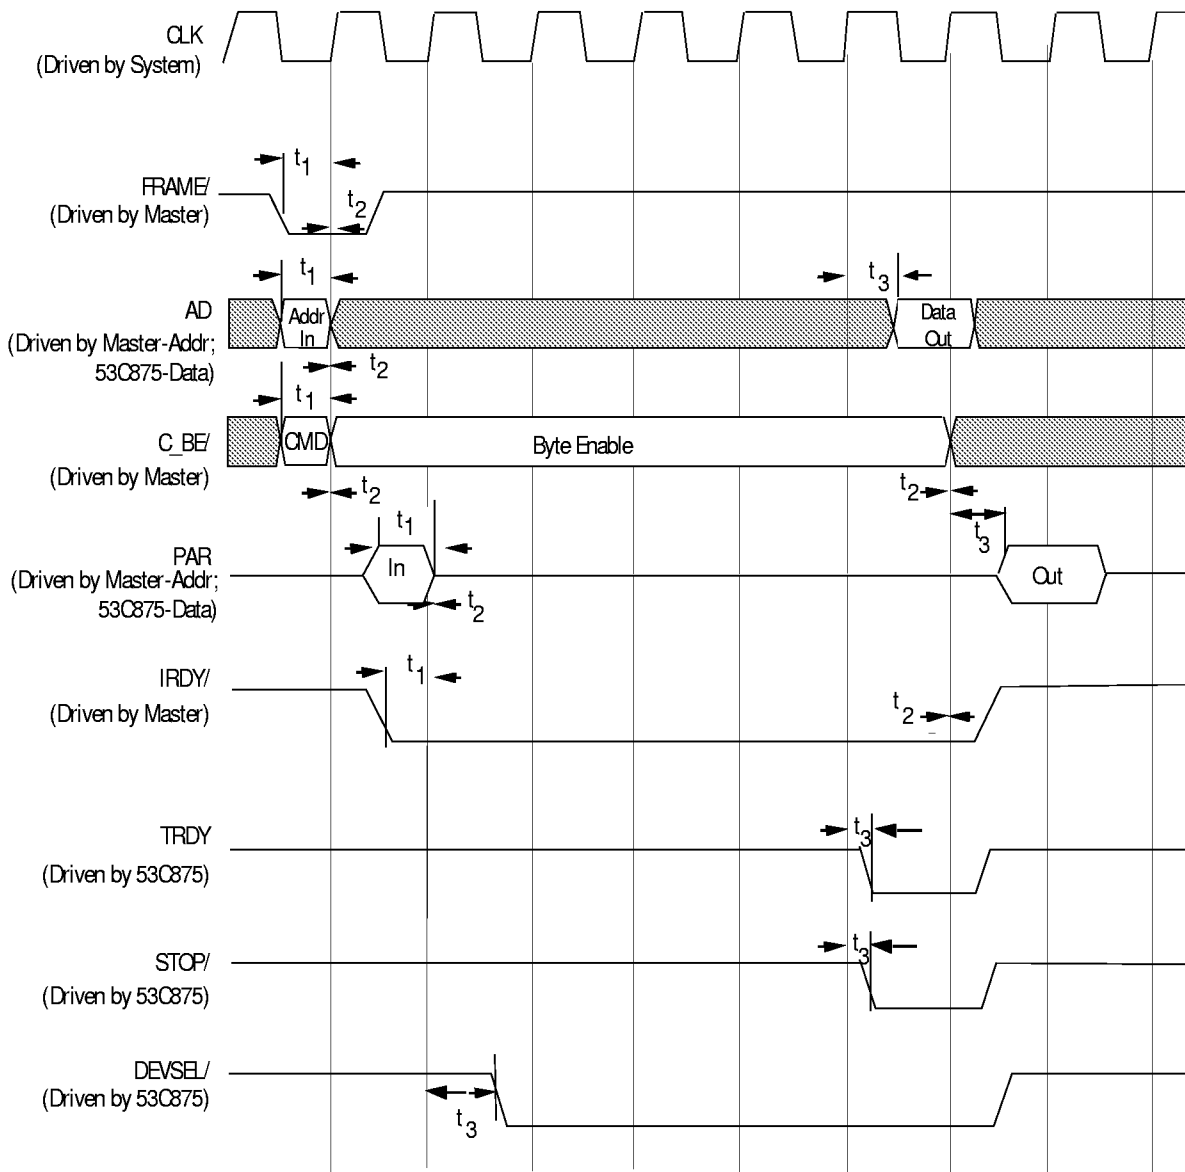 CLK
(Driven by System)
t1
FRAME/
(Driven by Master)
t2
t1
t3
AD
(Driven by Master-Addr;
53C875-Data)
Addr
In
Data
Out
t2
t1
C_BE/
(Driven by Master)
CMD
Byte Enable
t2
t2
t1
t3
PAR
(Driven by Master-Addr;
53C875-Data)
In
Out
t2
t1
IRDY/
(Driven by Master)
t2
TRDY
(Driven by 53C875)
t3
STOP/
(Driven by 53C875)
t3
DEVSEL/
(Driven by 53C875)
t3